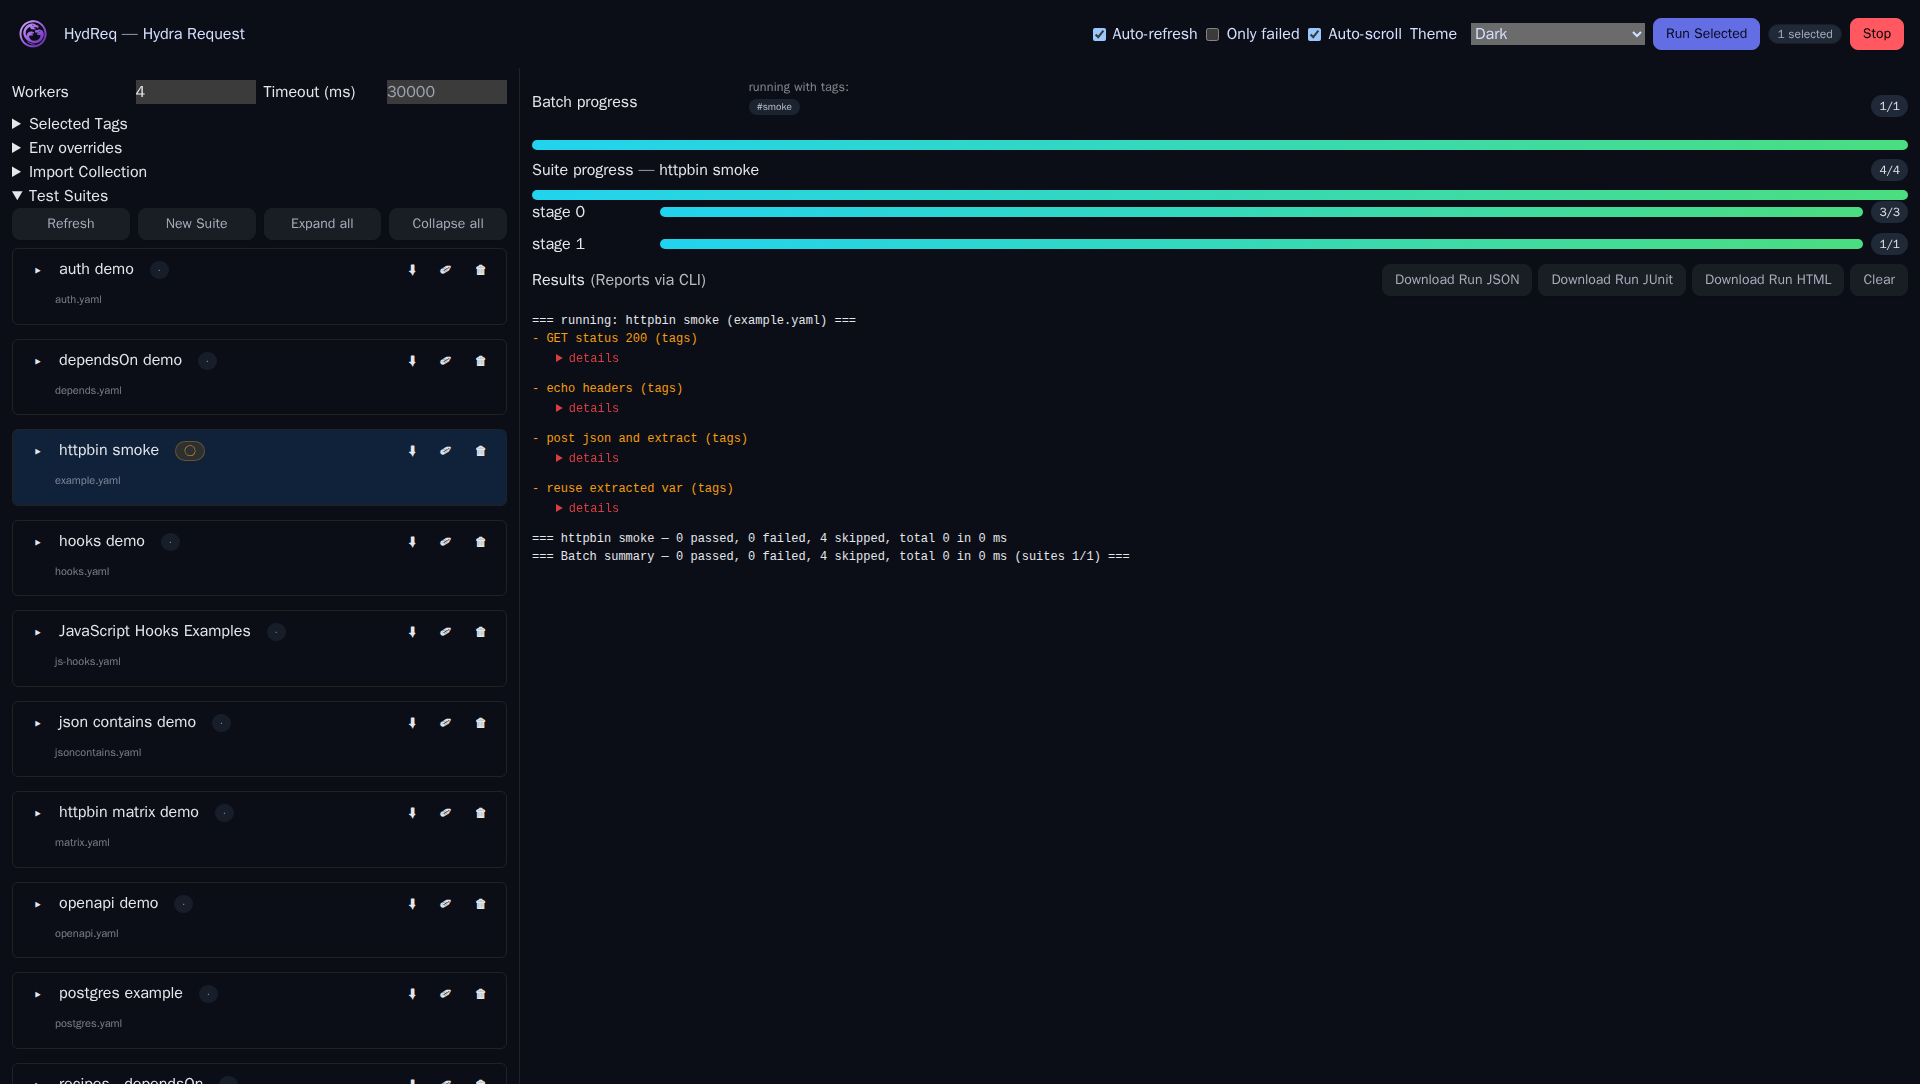 HydReq — Hydra Request
Auto-refresh Only failed Auto-scroll Theme Dark Run Selected 1 selected Stop
Workers 4 Timeout (ms) 30000
Selected Tags
Env overrides
Import Collection
Test Suites
Refresh New Suite Expand all Collapse all
auth demo
auth.yaml
dependsOn demo
depends.yaml
httpbin smoke
example.yaml
hooks demo
hooks.yaml
JavaScript Hooks Examples
js-hooks.yaml
json contains demo
jsoncontains.yaml
httpbin matrix demo
matrix.yaml
openapi demo
openapi.yaml
postgres example
postgres.yaml
recipes - dependsOn
Batch progress
running with tags:
#smoke
1/1
Suite progress — httpbin smoke 4/4
stage 0 3/3
stage 1 1/1
Results (Reports via CLI) Download Run JSON Download Run JUnit Download Run HTML Clear
=== running: httpbin smoke (example.yaml) ===
- GET status 200 (tags)
details
- echo headers (tags)
details
- post json and extract (tags)
details
- reuse extracted var (tags)
details
=== httpbin smoke — 0 passed, 0 failed, 4 skipped, total 0 in 0 ms
=== Batch summary — 0 passed, 0 failed, 4 skipped, total 0 in 0 ms (suites 1/1) ===